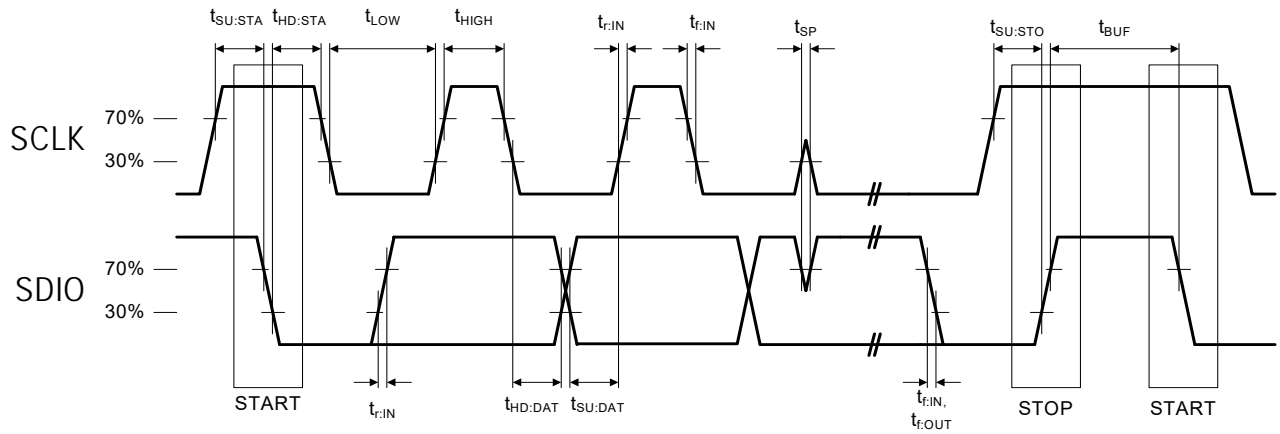 tSU:STA tHD:STA tLOW tHIGH tr:IN tf:IN tSP tSU:STO tBUF
SCLK
70%
30%
SDIO
70%
30%
START
tr:IN
tHD:DAT
tSU:DAT
tf:IN,
tf:OUT
STOP
START